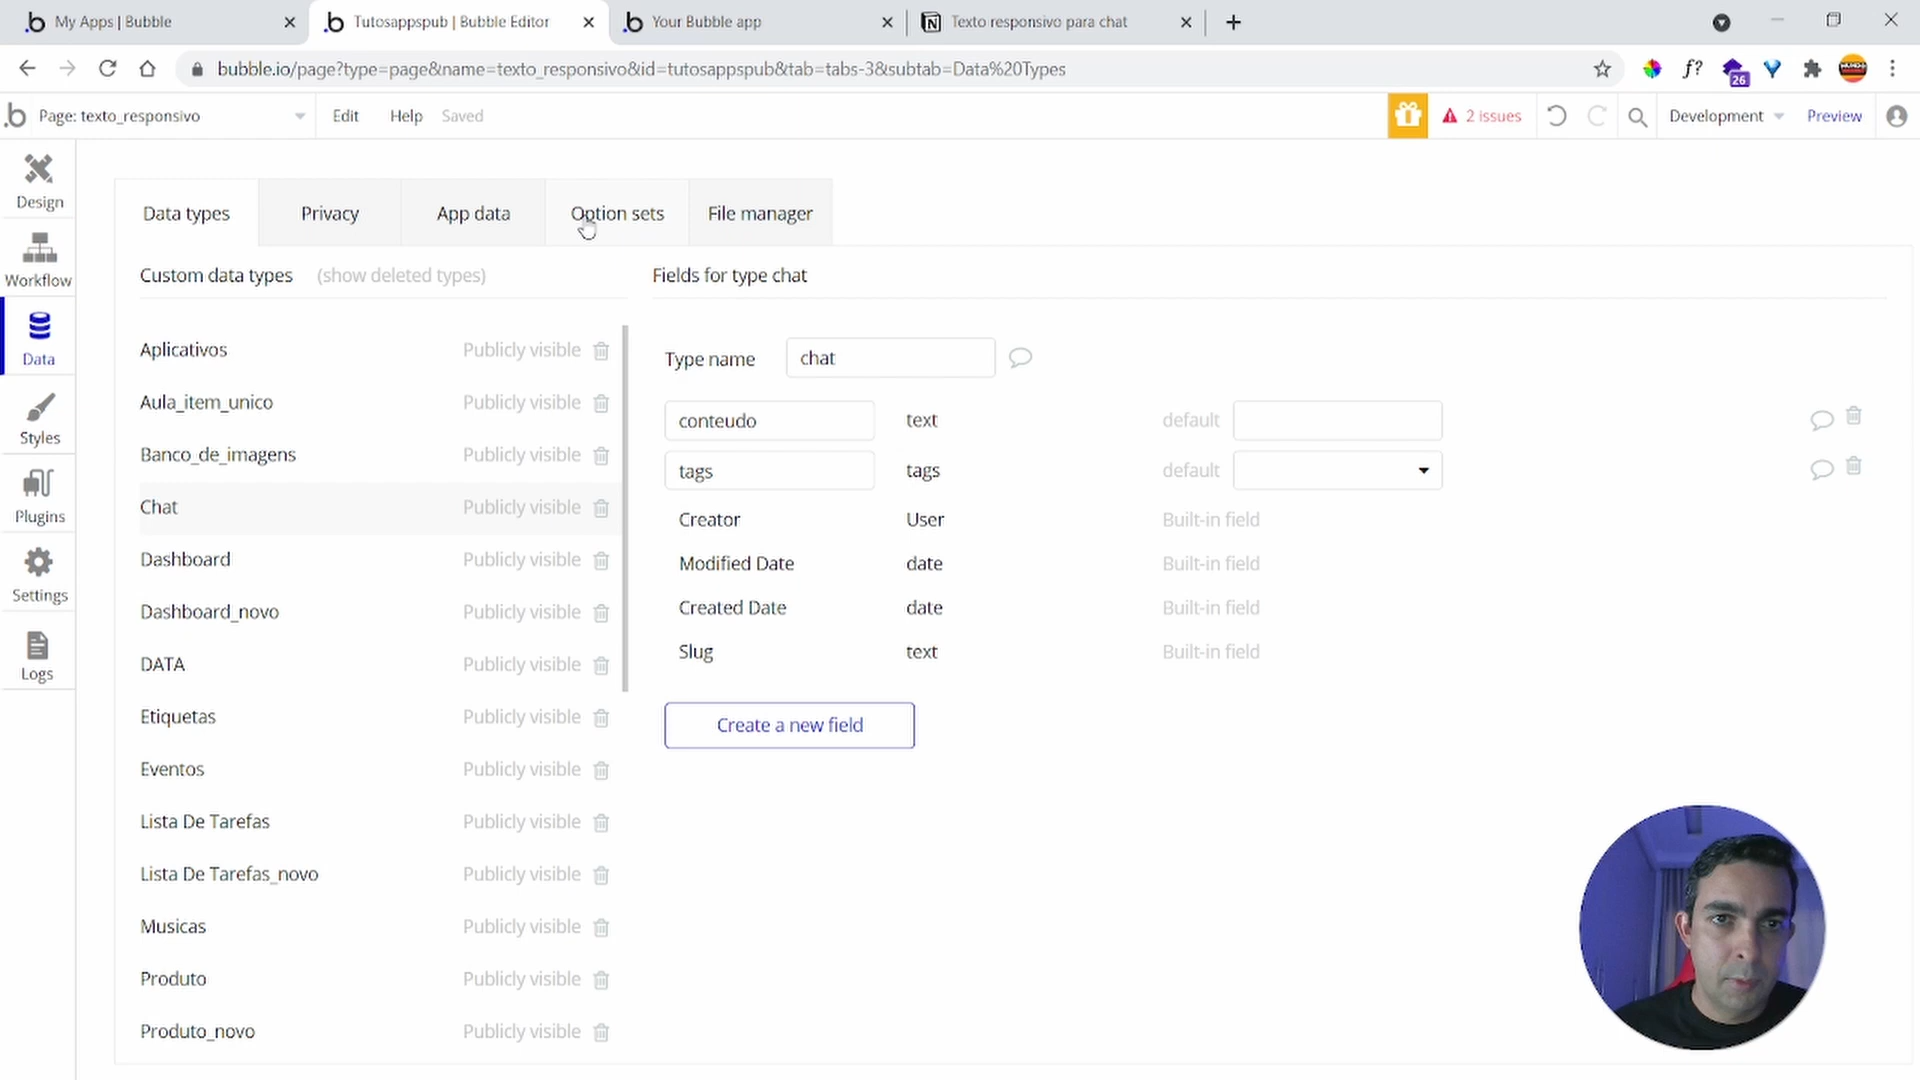 My Apps | Bubble
Tutosappspub | Bubble Editor
Your Bubble app
Texto responsivo para chat
bubble.io/page?type=page&name=texto_responsivo&id=tutosappspub&tab=tabs-3&subtab=Data%20Types
f?
26
Page: texto_responsivo
Edit
Help
Saved
2 issues
Development
Preview
Design
Workflow
Data
Styles
Plugins
Settings
Logs
Data types
Privacy
App data
Option sets
File manager
Custom data types (show deleted types)
Aplicativos Publicly visible
Aula_item_unico Publicly visible
Banco_de_imagens Publicly visible
Chat Publicly visible
Dashboard Publicly visible
Dashboard_novo Publicly visible
DATA Publicly visible
Etiquetas Publicly visible
Eventos Publicly visible
Lista De Tarefas Publicly visible
Lista De Tarefas_novo Publicly visible
Musicas Publicly visible
Produto Publicly visible
Produto_novo Publicly visible
Fields for type chat
Type name chat
conteudo text default
tags tags default
Creator User Built-in field
Modified Date date Built-in field
Created Date date Built-in field
Slug text Built-in field
Create a new field